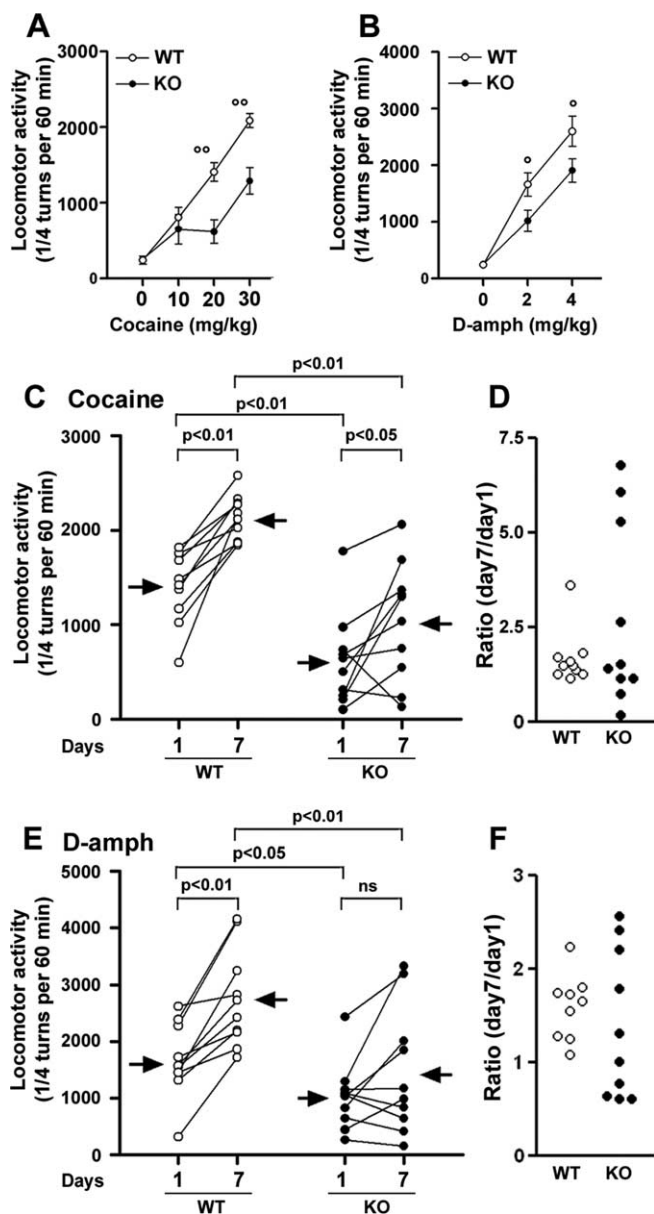 A
Locomotor activity
(1/4 turns per 60 min)
3000
2000
1000
0
WT
KO
0 10 20 30
Cocaine (mg/kg)
B
Locomotor activity
(1/4 turns per 60 min)
4000
3000
2000
1000
0
WT
KO
0 2 4
D-amph (mg/kg)
C Cocaine
p<0.01
p<0.01
p<0.01
p<0.05
Locomotor activity
(1/4 turns per 60 min)
3000
2000
1000
0
Days 1 7 1 7
WT KO
D
Ratio (day7/day1)
7.5
5
2.5
0
WT KO
E D-amph
p<0.01
p<0.05
p<0.01
ns
Locomotor activity
(1/4 turns per 60 min)
5000
4000
3000
2000
1000
0
Days 1 7 1 7
WT KO
F
Ratio (day7/day1)
3
2
1
0
WT KO